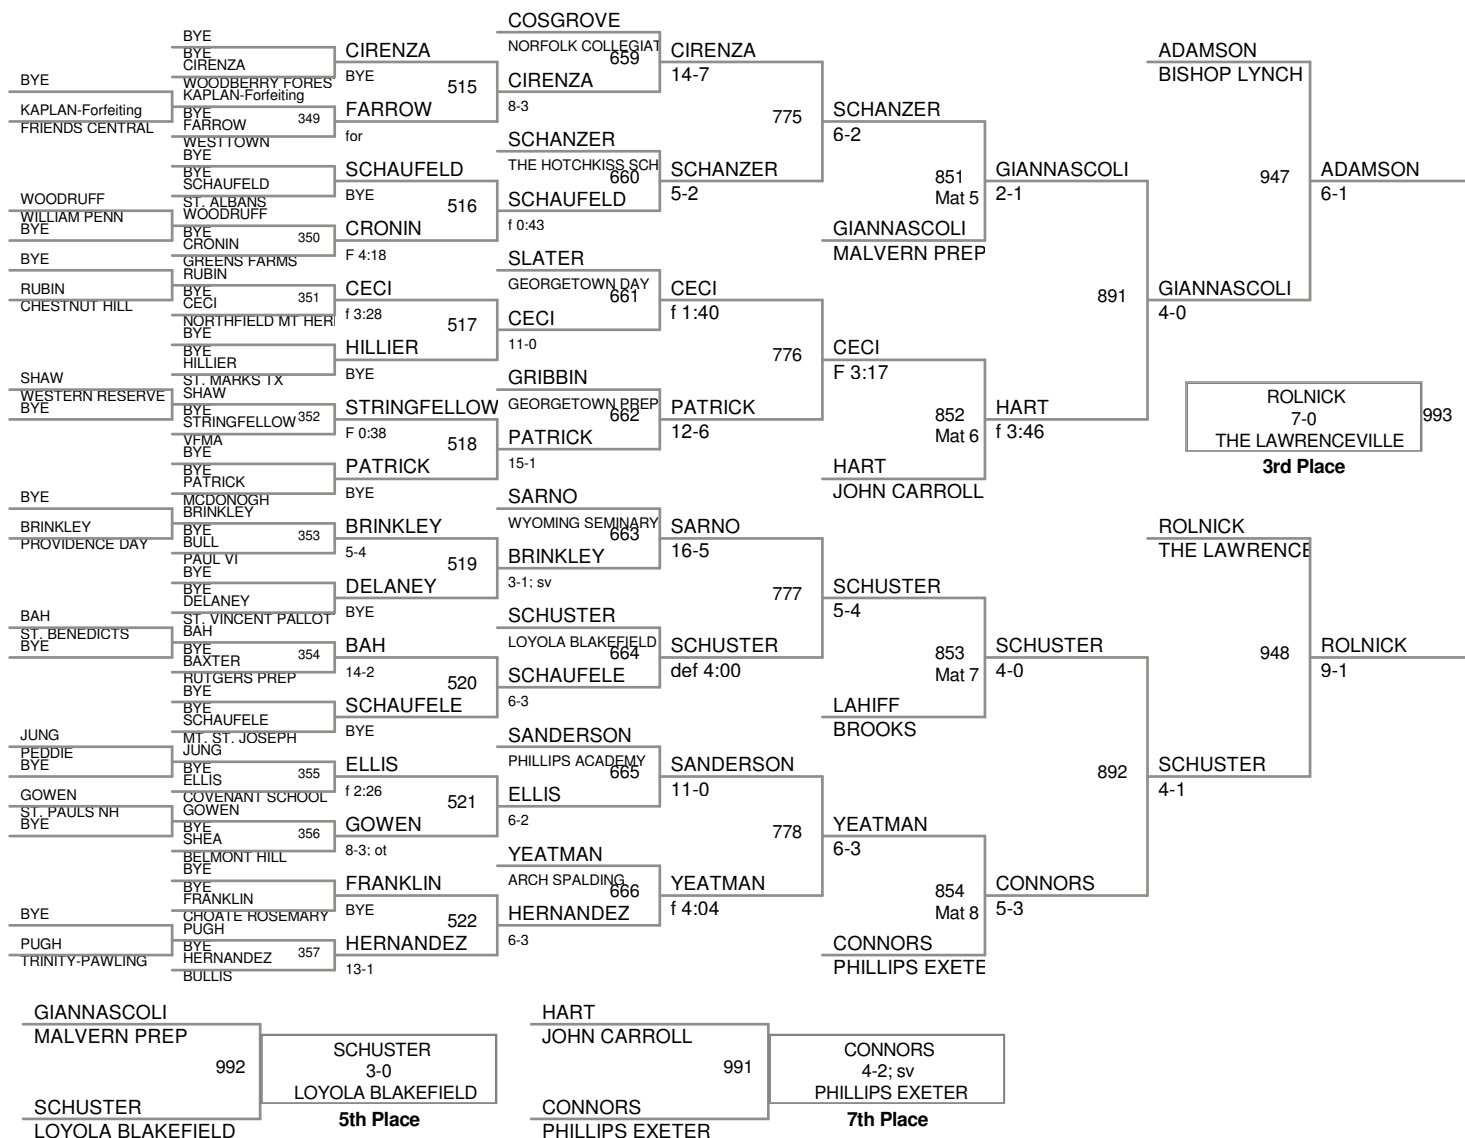 BYE
KAPLAN-Forfeiting
FRIENDS CENTRAL
WOODRUFF
WILLIAM PENN
BYE
BYE
RUBIN
CHESTNUT HILL
SHAW
WESTERN RESERVE
BYE
BYE
BRINKLEY
PROVIDENCE DAY
BAH
ST. BENEDICTS
BYE
JUNG
PEDDIE
BYE
GOWEN
ST. PAULS NH
BYE
BYE
PUGH
TRINITY-PAWLING
BYE
BYE
CIRENZA
WOODBERRY FORES
KAPLAN-Forfeiting
BYE
349
FARROW
WESTTOWN
BYE
BYE
SCHAUFELD
ST. ALBANS
WOODRUFF
BYE
350
CRONIN
GREENS FARMS
RUBIN
BYE
351
CECI
NORTHFIELD MT HER
BYE
BYE
HILLIER
ST. MARKS TX
SHAW
BYE
352
STRINGFELLOW
VFMA
BYE
BYE
PATRICK
MCDONOGH
BRINKLEY
BYE
353
BULL
PAUL VI
BYE
BYE
DELANEY
ST. VINCENT PALLOT
BAH
BYE
354
BAXTER
RUTGERS PREP
BYE
BYE
SCHAUFELE
MT. ST. JOSEPH
JUNG
BYE
355
ELLIS
COVENANT SCHOOL
GOWEN
BYE
356
SHEA
BELMONT HILL
BYE
BYE
FRANKLIN
CHOATE ROSEMARY
PUGH
BYE
357
HERNANDEZ
BULLIS
CIRENZA
BYE
515
FARROW
for
SCHAUFELD
BYE
516
CRONIN
F 4:18
CECI
f 3:28
517
HILLIER
BYE
STRINGFELLOW
F 0:38
518
PATRICK
BYE
BRINKLEY
5-4
519
DELANEY
BYE
BAH
14-2
520
SCHAUFELE
BYE
ELLIS
f 2:26
521
GOWEN
8-3; ot
FRANKLIN
BYE
522
HERNANDEZ
13-1
COSGROVE
NORFOLK COLLEGIAT
659
CIRENZA
8-3
SCHANZER
THE HOTCHKISS SCH
660
SCHAUFELD
f 0:43
SLATER
GEORGETOWN DAY
661
CECI
11-0
GRIBBIN
GEORGETOWN PREP
662
PATRICK
15-1
SARNO
WYOMING SEMINARY
663
BRINKLEY
3-1; sv
SCHUSTER
LOYOLA BLAKEFIELD
664
SCHAUFELE
6-3
SANDERSON
PHILLIPS ACADEMY
665
ELLIS
6-2
YEATMAN
ARCH SPALDING
666
HERNANDEZ
6-3
CIRENZA
14-7
775
SCHANZER
5-2
CECI
f 1:40
776
PATRICK
12-6
SARNO
16-5
777
SCHUSTER
def 4:00
SANDERSON
11-0
778
YEATMAN
f 4:04
SCHANZER
6-2
851
Mat 5
GIANNASCOLI
MALVERN PREP
CECI
F 3:17
852
Mat 6
HART
JOHN CARROLL
SCHUSTER
5-4
853
Mat 7
LAHIFF
BROOKS
YEATMAN
6-3
854
Mat 8
CONNORS
PHILLIPS EXETE
GIANNASCOLI
2-1
891
HART
f 3:46
SCHUSTER
4-0
892
CONNORS
5-3
ADAMSON
BISHOP LYNCH
947
GIANNASCOLI
4-0
ROLNICK
THE LAWRENCE
948
SCHUSTER
4-1
ADAMSON
6-1
ROLNICK
9-1
ROLNICK
7-0
THE LAWRENCEVILLE
993
3rd Place
GIANNASCOLI
MALVERN PREP
992
SCHUSTER
LOYOLA BLAKEFIELD
SCHUSTER
3-0
LOYOLA BLAKEFIELD
5th Place
HART
JOHN CARROLL
991
CONNORS
PHILLIPS EXETER
CONNORS
4-2; sv
PHILLIPS EXETER
7th Place